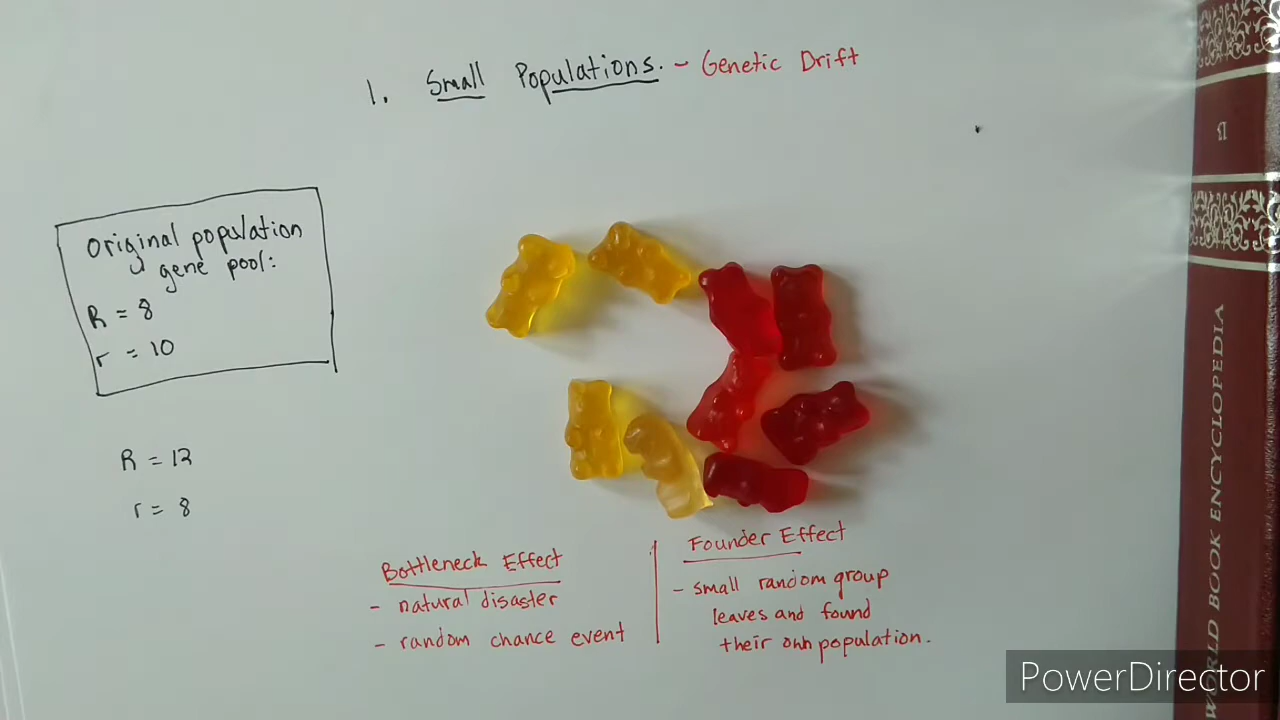 1. Small Populations. - Genetic Drift
Original population
gene pool:
R = 8
r = 10
R = 12
r = 8
Bottleneck Effect
- natural disaster
- random chance event
Founder Effect
- small random group
leaves and found
their own population.
WORLD BOOK ENCYCLOPEDIA
PowerDirector